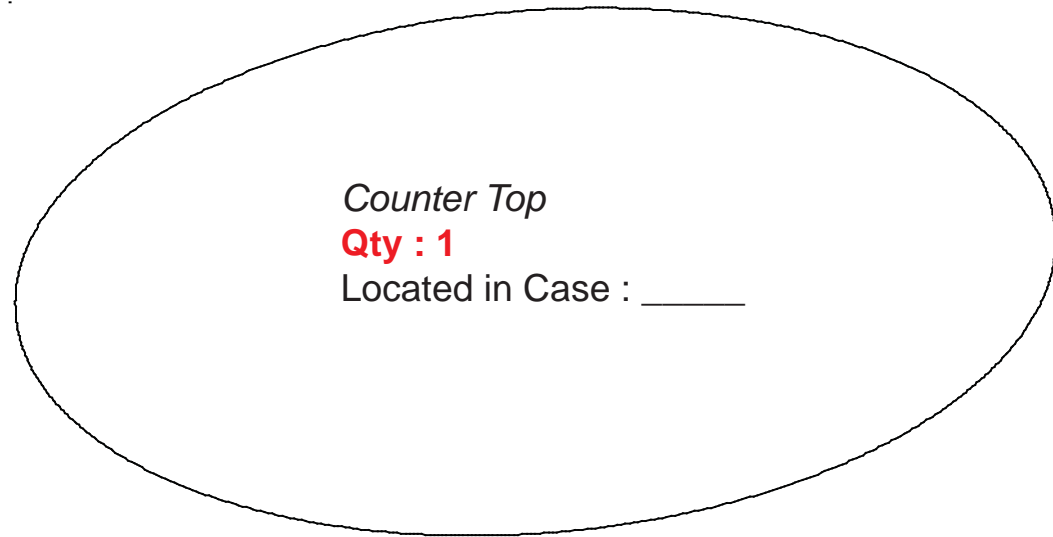 Counter Top
Qty : 1
Located in Case : _____